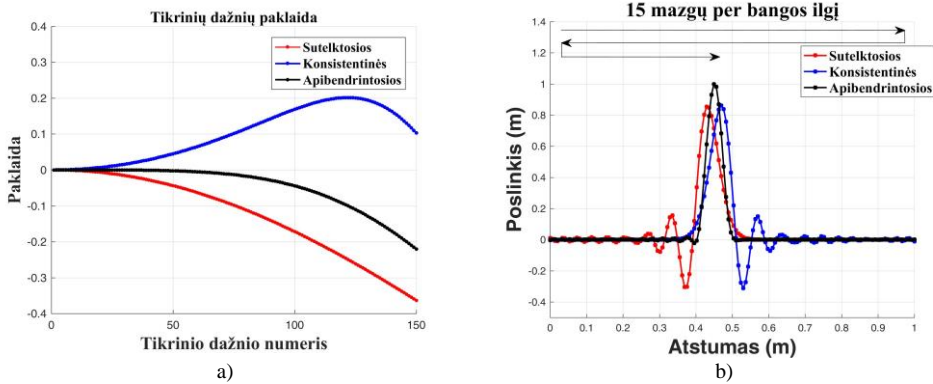 Tikrinių dažnių paklaida
0.4
0.3
0.2
0.1
0
-0.1
-0.2
-0.3
-0.4
Paklaida
Sutelktosios
Konsistentinės
Apibendrintosios
0 50 100 150
Tikrinio dažnio numeris
a)
15 mazgų per bangos ilgį
1.4
1.2
1
0.8
0.6
0.4
0.2
0
-0.2
-0.4
Poslinkis (m)
Sutelktosios
Konsistentinės
Apibendrintosios
0 0.1 0.2 0.3 0.4 0.5 0.6 0.7 0.8 0.9 1
Atstumas (m)
b)